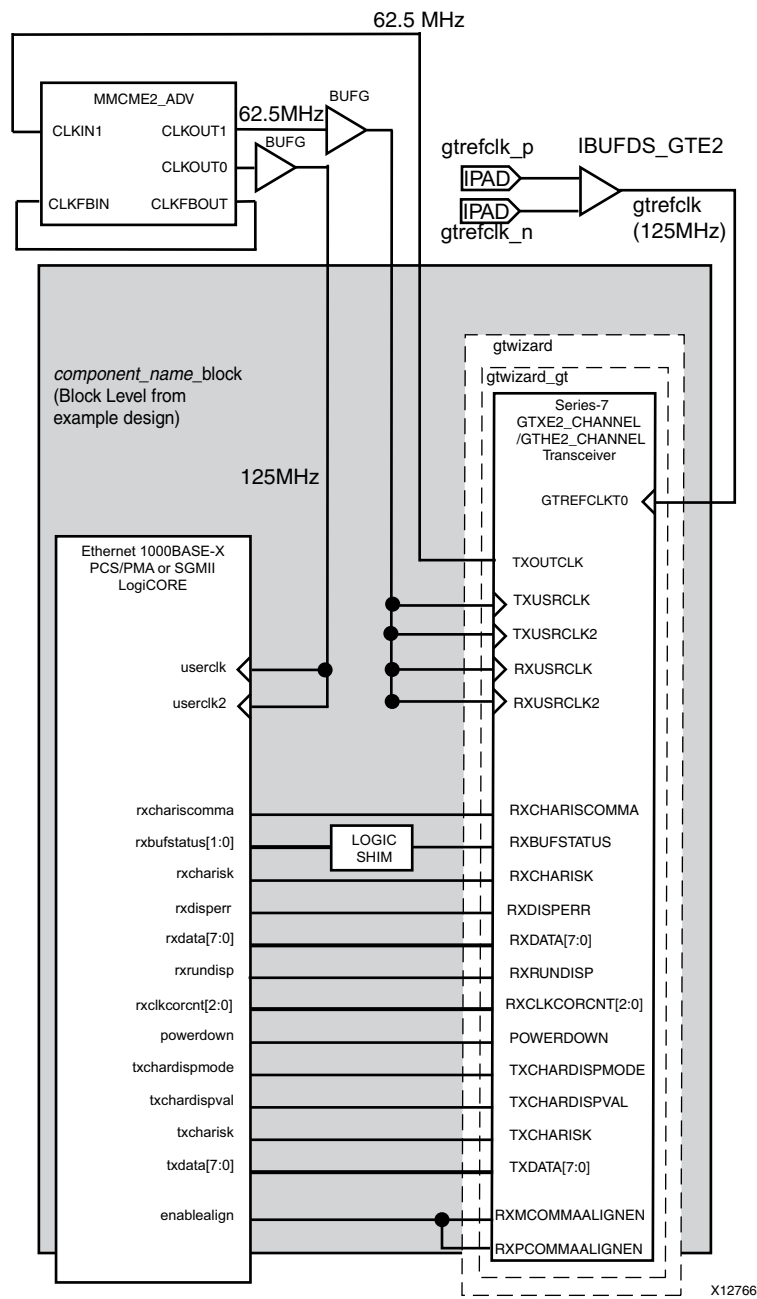 62.5 MHz
MMCME2_ADV
CLKIN1
CLKOUT1
CLKOUT0
CLKFBIN
CLKFBOUT
62.5MHz
BUFG
BUFG
gtrefclk_p
IPAD
IPAD
gtrefclk_n
IBUFDS_GTE2
gtrefclk
(125MHz)
component_name_block
(Block Level from
example design)
125MHz
gtwizard
gtwizard_gt
Series-7
GTXE2_CHANNEL
/GTHE2_CHANNEL
Transceiver
GTREFCLKT0
TXOUTCLK
TXUSRCLK
TXUSRCLK2
RXUSRCLK
RXUSRCLK2
Ethernet 1000BASE-X
PCS/PMA or SGMII
LogiCORE
userclk
userclk2
rxchariscomma
RXCHARISCOMMA
rxbufstatus[1:0]
LOGIC
SHIM
RXBUFSTATUS
rxcharisk
RXCHARISK
rxdisperr
RXDISPERR
rxdata[7:0]
RXDATA[7:0]
rxrundisp
RXRUNDISP
rxclkcorcnt[2:0]
RXCLKCORCNT[2:0]
powerdown
POWERDOWN
txchardispmode
TXCHARDISPMODE
txchardispval
TXCHARDISPVAL
txcharisk
TXCHARISK
txdata[7:0]
TXDATA[7:0]
enablealign
RXMCOMMAALIGNEN
RXPCOMMAALIGNEN
X12766